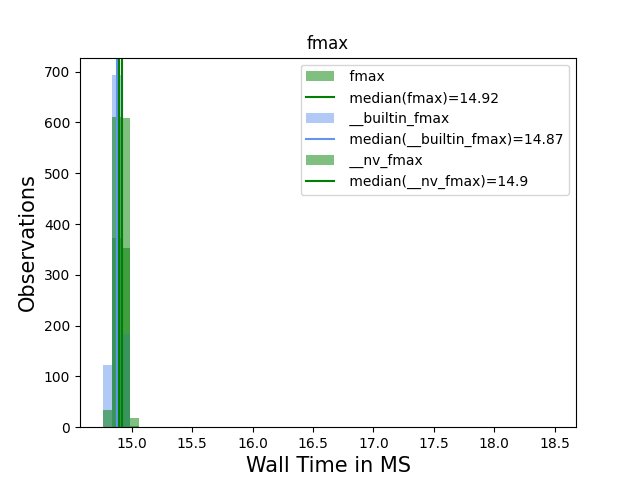 fmax
fmax
median(fmax)=14.92
__builtin_fmax
median(__builtin_fmax)=14.87
__nv_fmax
median(__nv_fmax)=14.9
Observations
700
600
500
400
300
200
100
0
15.0 15.5 16.0 16.5 17.0 17.5 18.0 18.5
Wall Time in MS